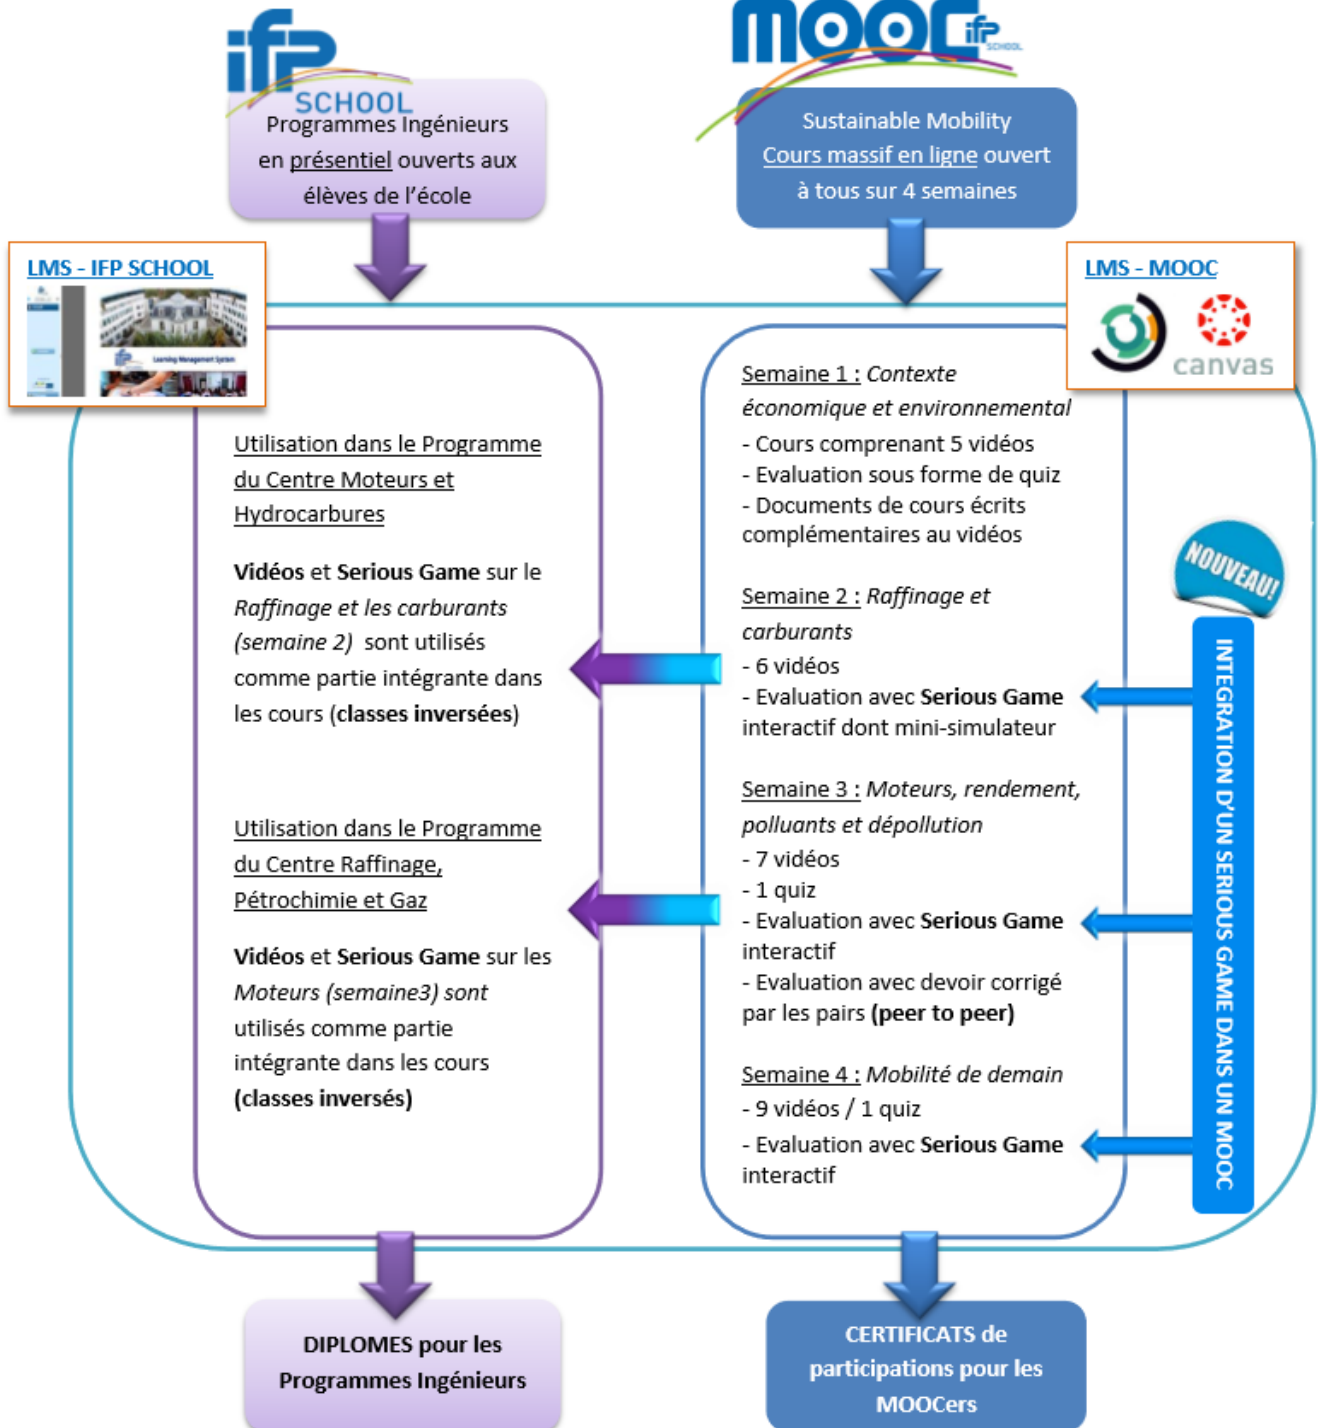 ifp
SCHOOL
Programmes Ingénieurs
en présentiel ouverts aux
élèves de l'école
MOOC ifp
SCHOOL
Sustainable Mobility
Cours massif en ligne ouvert
à tous sur 4 semaines
LMS - IFP SCHOOL
ifp
Learning Management System
LMS - MOOC
canvas
Utilisation dans le Programme
du Centre Moteurs et
Hydrocarbures
Vidéos et Serious Game sur le
Raffinage et les carburants
(semaine 2) sont utilisés
comme partie intégrante dans
les cours (classes inversées)
Utilisation dans le Programme
du Centre Raffinage,
Pétrochimie et Gaz
Vidéos et Serious Game sur les
Moteurs (semaine3) sont
utilisés comme partie
intégrante dans les cours
(classes inversés)
Semaine 1 : Contexte
économique et environnemental
- Cours comprenant 5 vidéos
- Evaluation sous forme de quiz
- Documents de cours écrits
complémentaires au vidéos
Semaine 2 : Raffinage et
carburants
- 6 vidéos
- Evaluation avec Serious Game
interactif dont mini-simulateur
Semaine 3 : Moteurs, rendement,
polluants et dépollution
- 7 vidéos
- 1 quiz
- Evaluation avec Serious Game
interactif
- Evaluation avec devoir corrigé
par les pairs (peer to peer)
Semaine 4 : Mobilité de demain
- 9 vidéos / 1 quiz
- Evaluation avec Serious Game
interactif
NOUVEAU!
INTEGRATION D'UN SERIOUS GAME DANS UN MOOC
DIPLOMES pour les
Programmes Ingénieurs
CERTIFICATS de
participations pour les
MOOCers